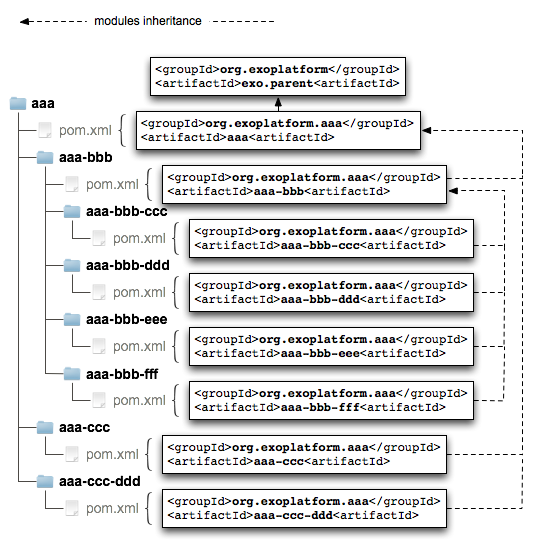 modules inheritance
<groupId>org.exoplatform</groupId>
<artifactId>exo.parent<artifactId>
aaa
pom.xml
<groupId>org.exoplatform.aaa</groupId>
<artifactId>aaa<artifactId>
aaa-bbb
pom.xml
<groupId>org.exoplatform.aaa</groupId>
<artifactId>aaa-bbb<artifactId>
aaa-bbb-ccc
pom.xml
<groupId>org.exoplatform.aaa</groupId>
<artifactId>aaa-bbb-ccc<artifactId>
aaa-bbb-ddd
pom.xml
<groupId>org.exoplatform.aaa</groupId>
<artifactId>aaa-bbb-ddd<artifactId>
aaa-bbb-eee
pom.xml
<groupId>org.exoplatform.aaa</groupId>
<artifactId>aaa-bbb-eee<artifactId>
aaa-bbb-fff
pom.xml
<groupId>org.exoplatform.aaa</groupId>
<artifactId>aaa-bbb-fff<artifactId>
aaa-ccc
pom.xml
<groupId>org.exoplatform.aaa</groupId>
<artifactId>aaa-ccc<artifactId>
aaa-ccc-ddd
pom.xml
<groupId>org.exoplatform.aaa</groupId>
<artifactId>aaa-ccc-ddd<artifactId>